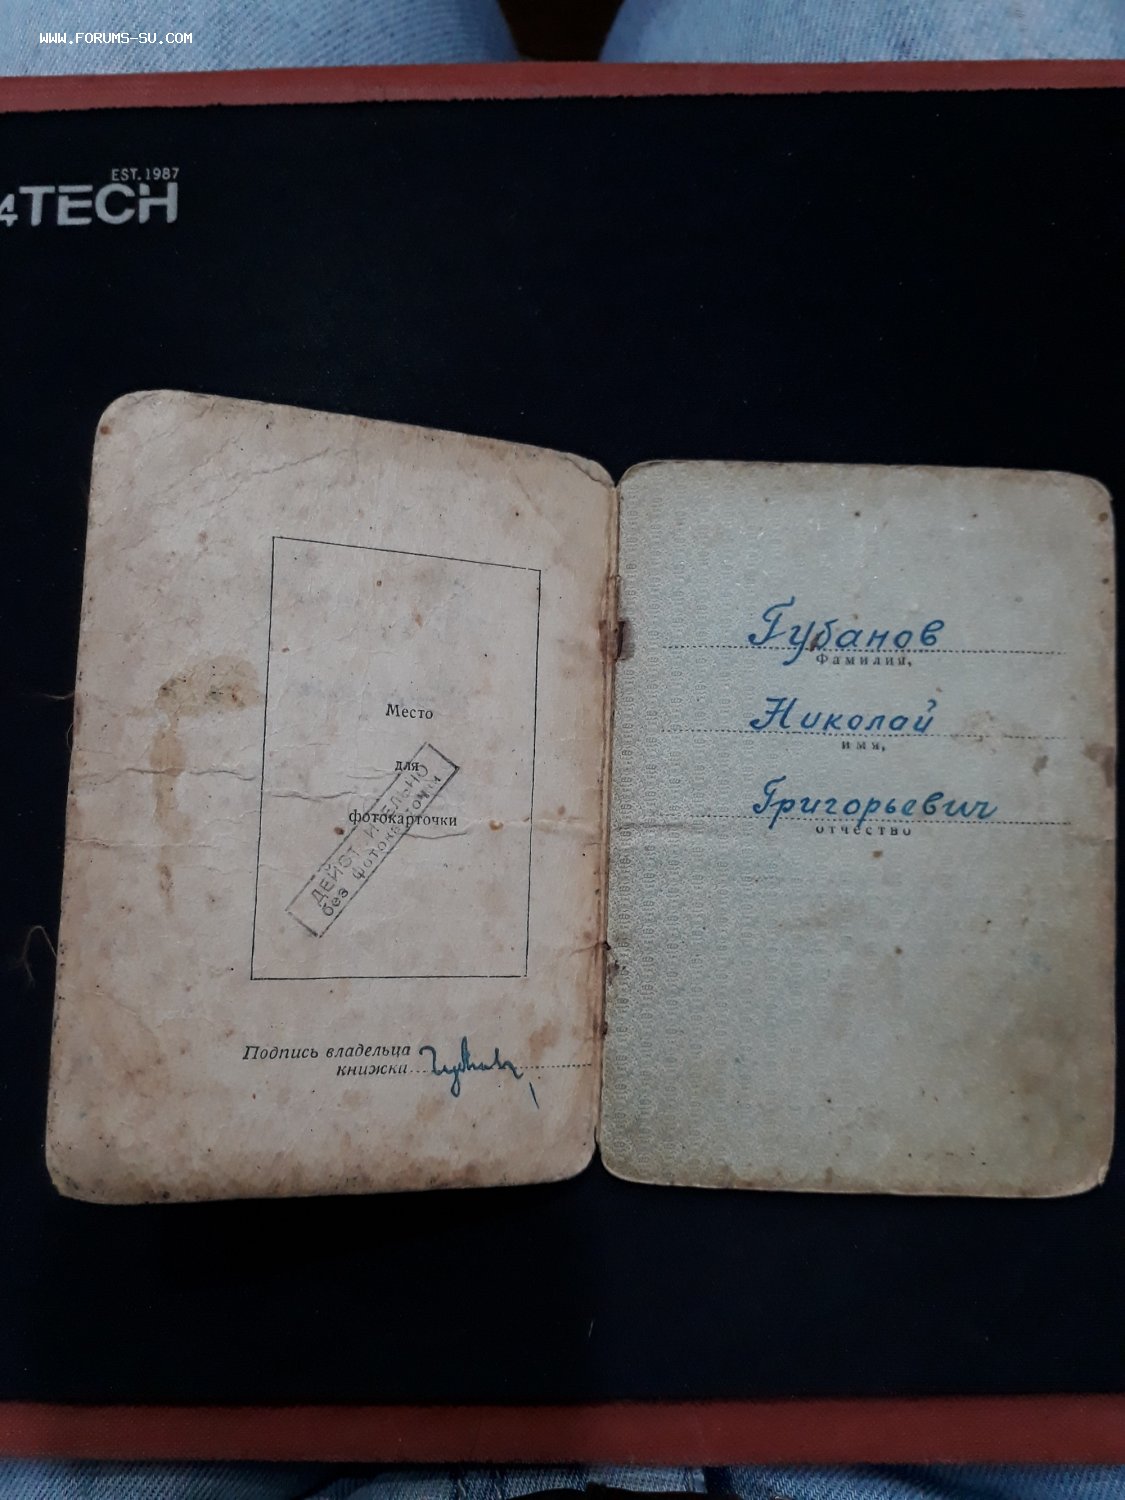 WWW.FORUMS-SU.COM
EST.1987
4TECH
Место
для
фотокарточки
ДЕЙСТВИТЕЛЬНО
без фотокарточки
Подпись владельца
книжки
Губанов
Фамилия,
Николай
имя,
Григорьевич
отчество